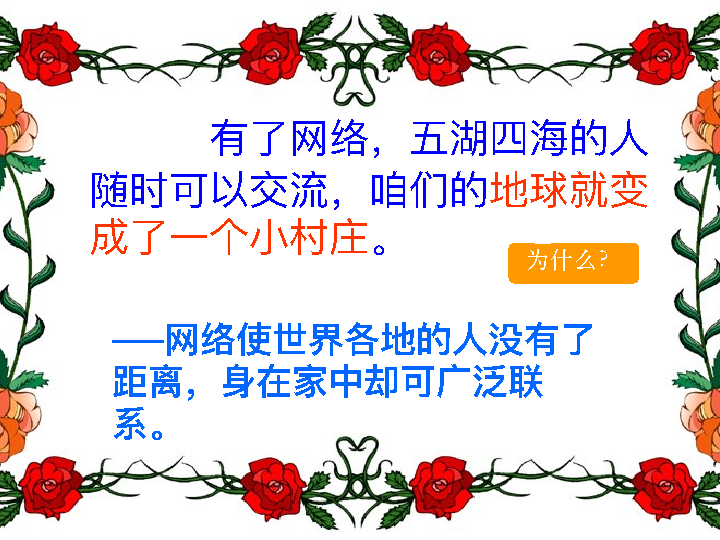 有了网络，五湖四海的人
随时可以交流，咱们的地球就变
成了一个小村庄。
为什么?
──网络使世界各地的人没有了
距离，身在家中却可广泛联
系。